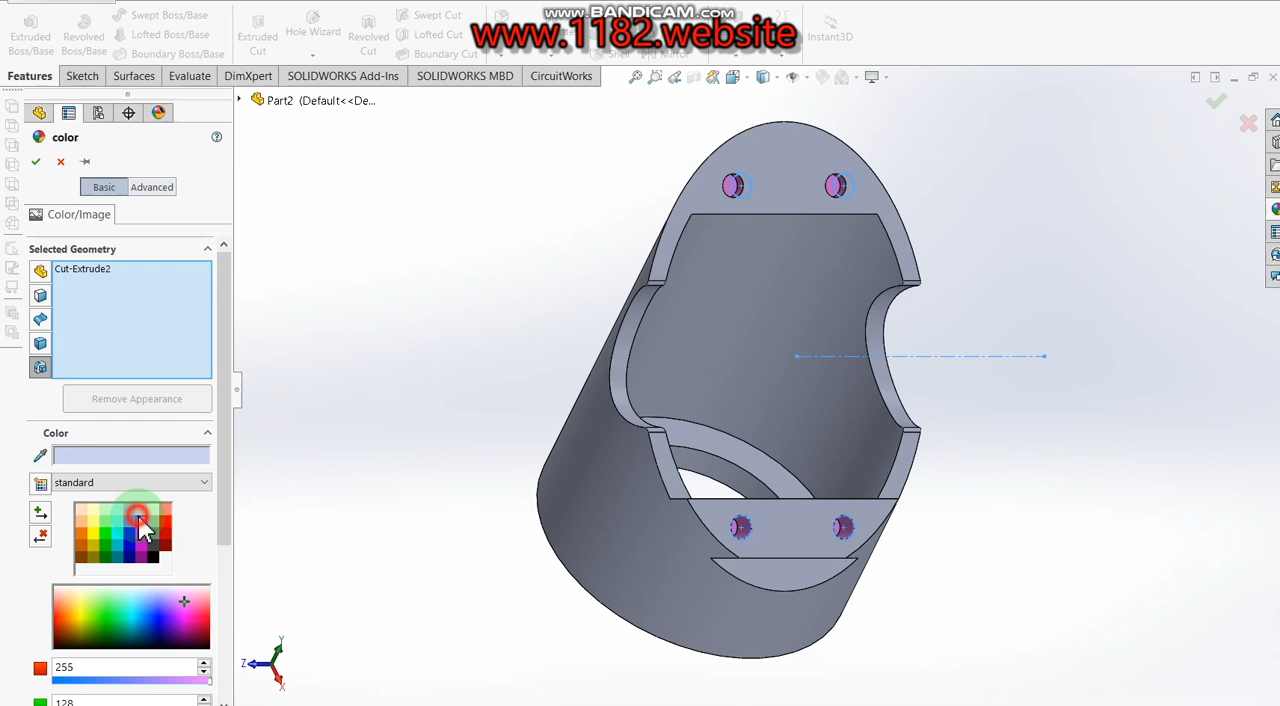 www.BANDICAM.com
www.1182.website
Extruded Boss/Base
Revolved Boss/Base
Swept Boss/Base
Lofted Boss/Base
Boundary Boss/Base
Extruded Cut
Hole Wizard
Revolved Cut
Swept Cut
Lofted Cut
Boundary Cut
Shell
Mirror
Instant3D
Features
Sketch
Surfaces
Evaluate
DimXpert
SOLIDWORKS Add-Ins
SOLIDWORKS MBD
CircuitWorks
Part2 (Default<<De...
color
Basic
Advanced
Color/Image
Selected Geometry
Cut-Extrude2
Remove Appearance
Color
standard
255
128
Y
Z
X